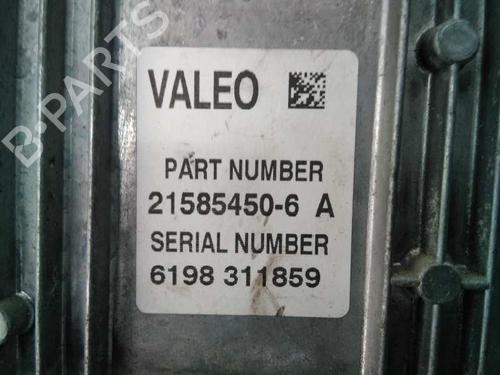 B-PARTS
VALEO
PART NUMBER
21585450-6 A
SERIAL NUMBER
6198 311859